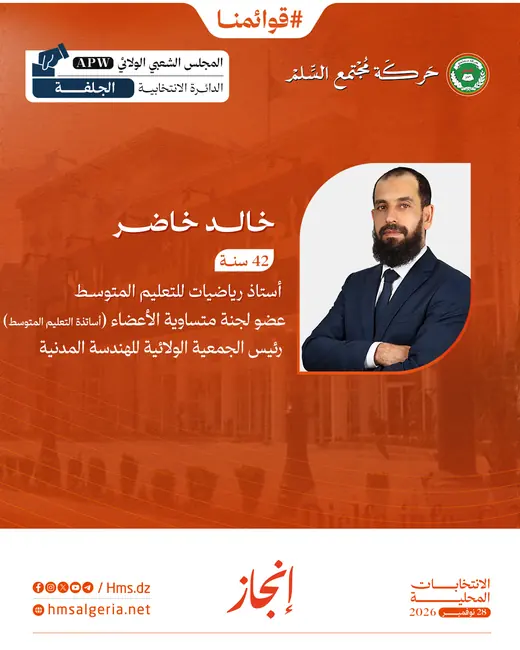 #قوائمنا
المجلس الشعبي الولائي APW
الدائرة الانتخابية الجلفة
حركة مجتمع السلم
خالد خاضر
42 سنة
أستاذ رياضيات للتعليم المتوسط
عضو لجنة متساوية الأعضاء (أساتذة التعليم المتوسط)
رئيس الجمعية الولائية للهندسة المدنية
الانتخابات
المحلية
28 نوفمبر 2026
إنجاز
/ Hms.dz
hmsalgeria.net